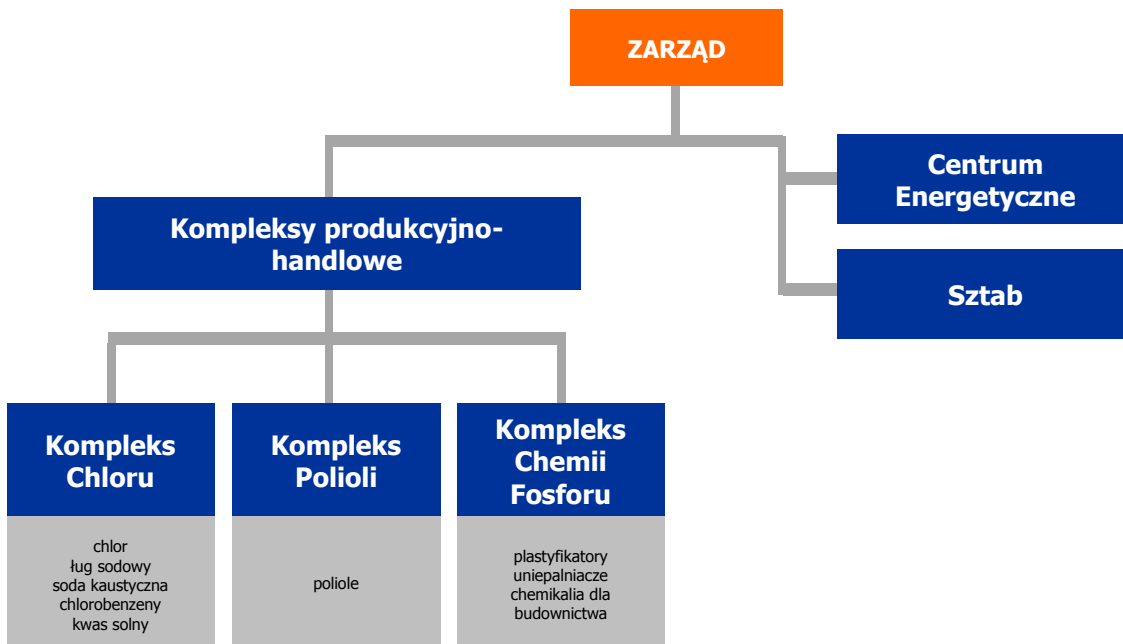 ZARZĄD
Centrum
Energetyczne
Kompleksy produkcyjno-
handlowe
Sztab
Kompleks
Chloru
Kompleks
Polioli
Kompleks
Chemii
Fosforu
chlor
ług sodowy
soda kaustyczna
chlorobenzeny
kwas solny
poliole
plastyfikatory
uniepalniacze
chemikalia dla
budownictwa